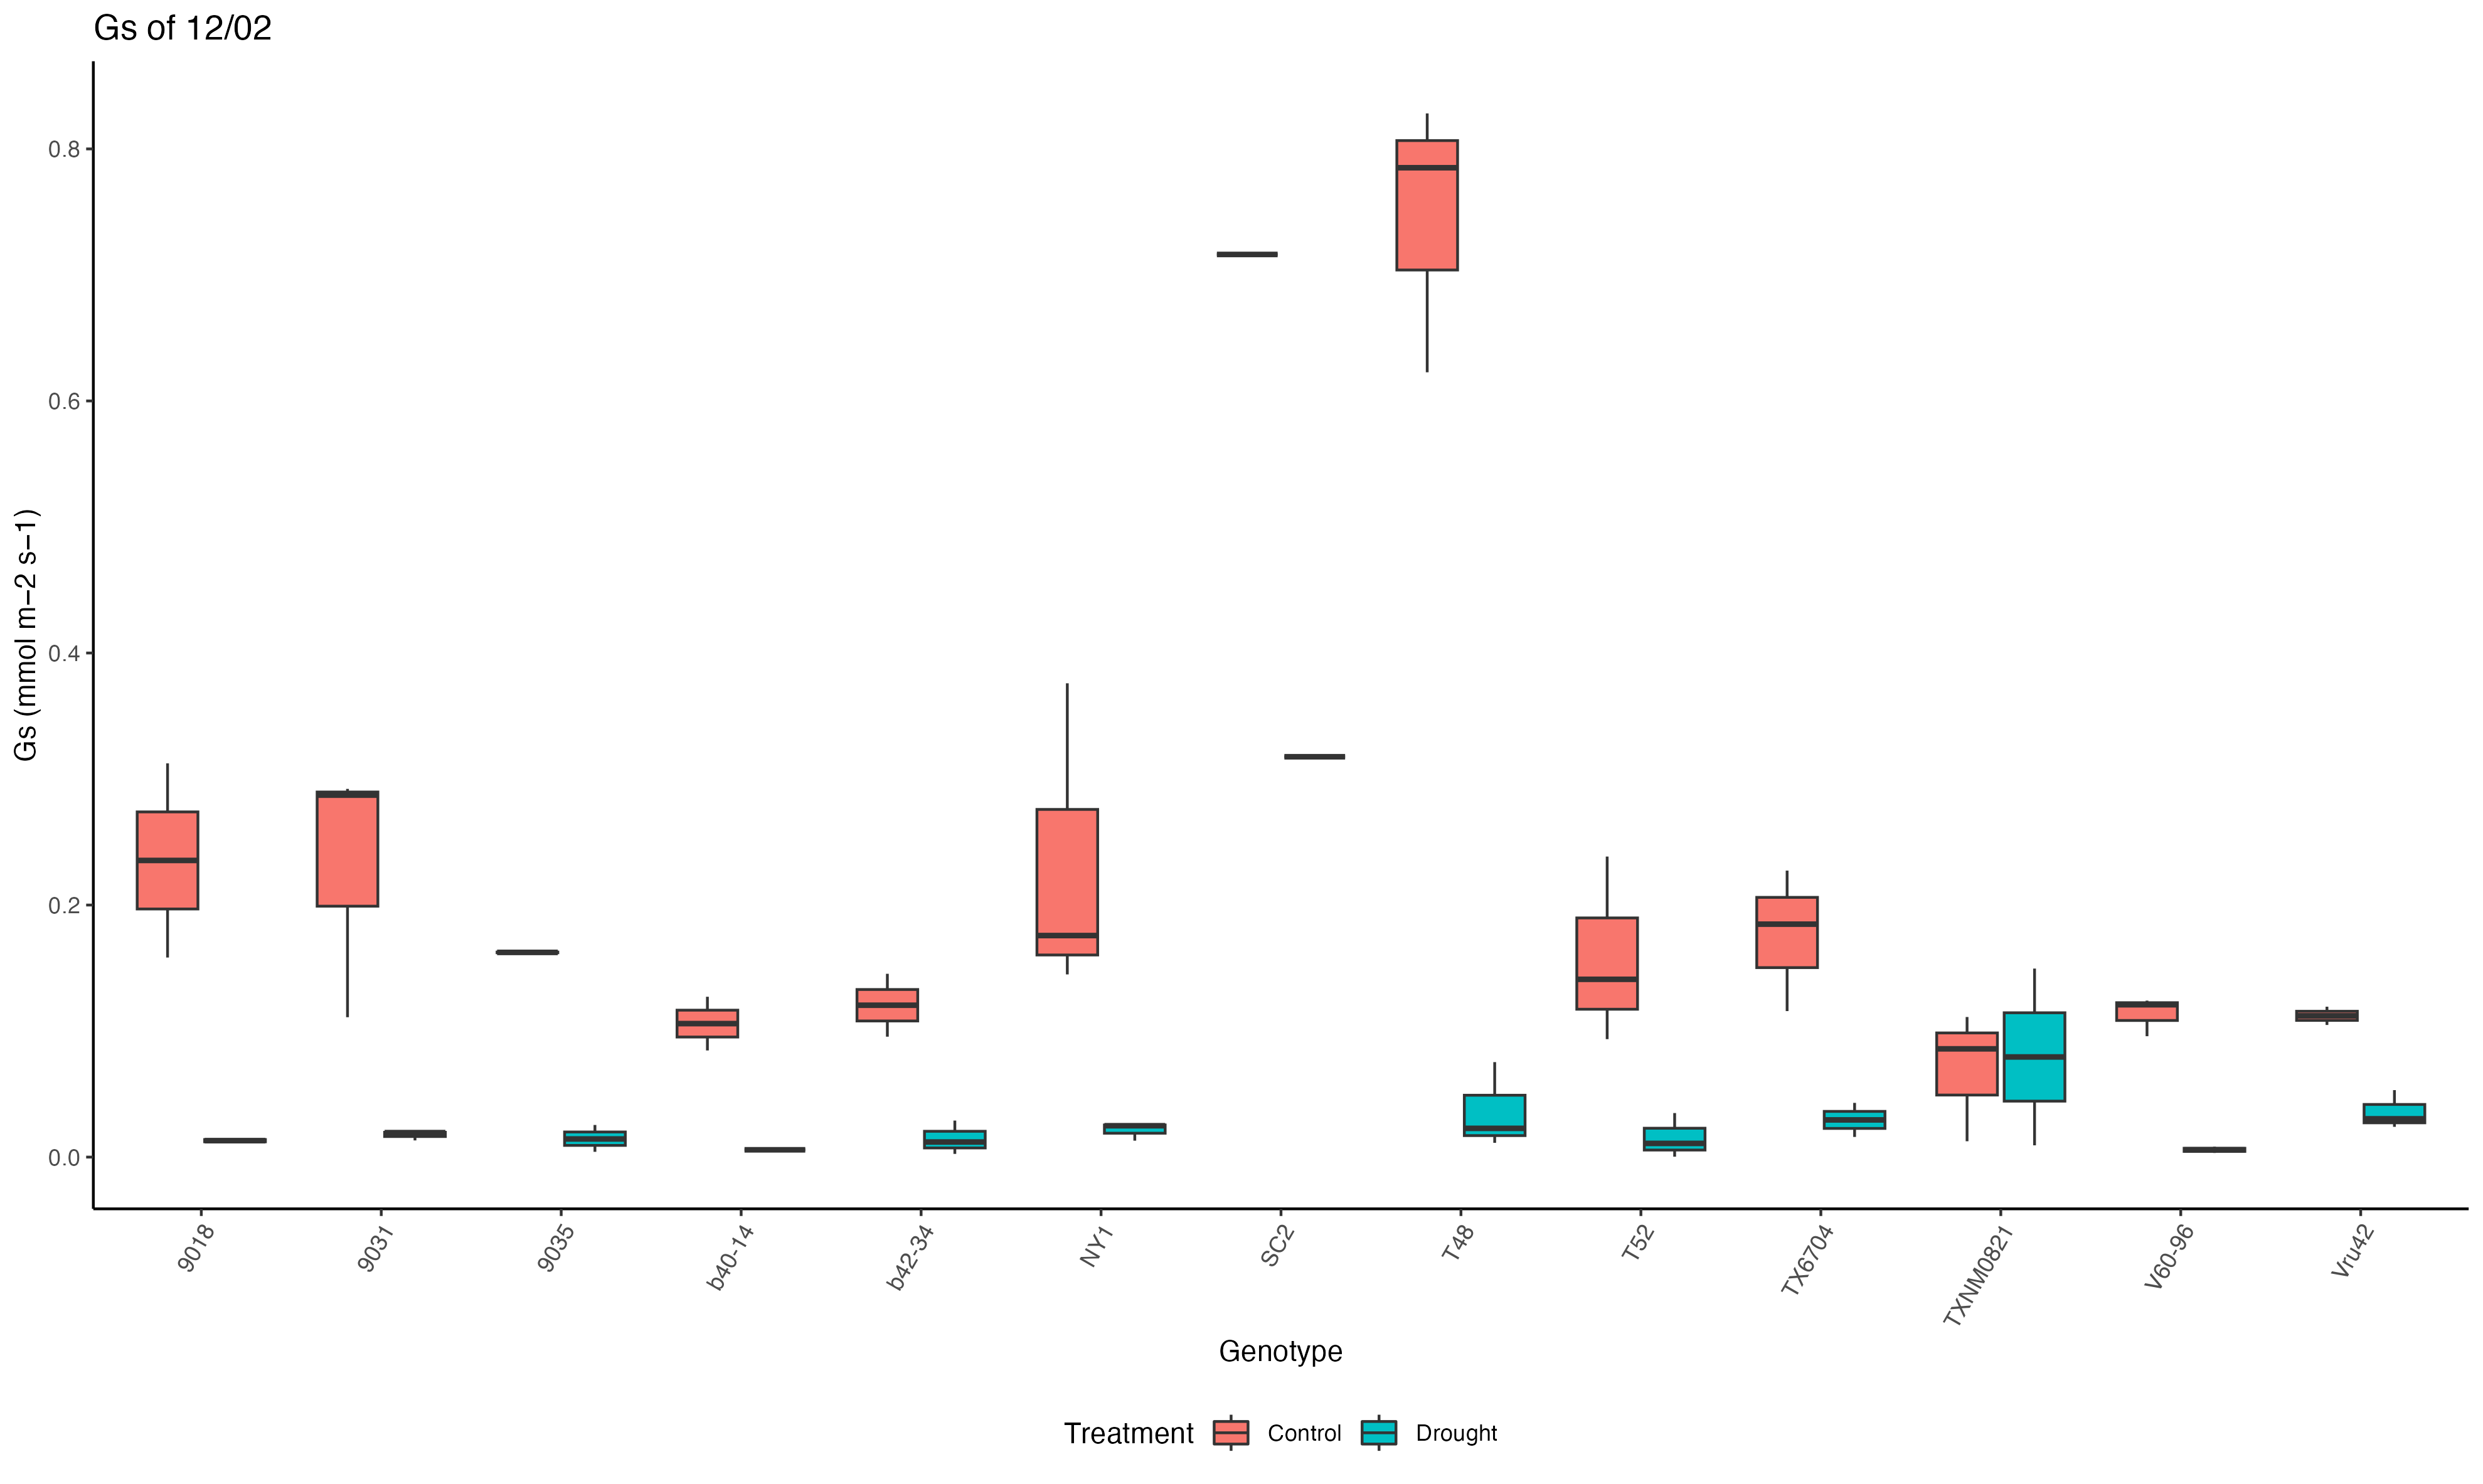 Gs of 12/02
Gs (mmol m−2 s−1)
0.8
0.6
0.4
0.2
0.0
9018
9031
9035
b40-14
b42-34
NY1
SC2
T48
T52
TX6704
TXNM0821
V60-96
Vru42
Genotype
Treatment Control Drought